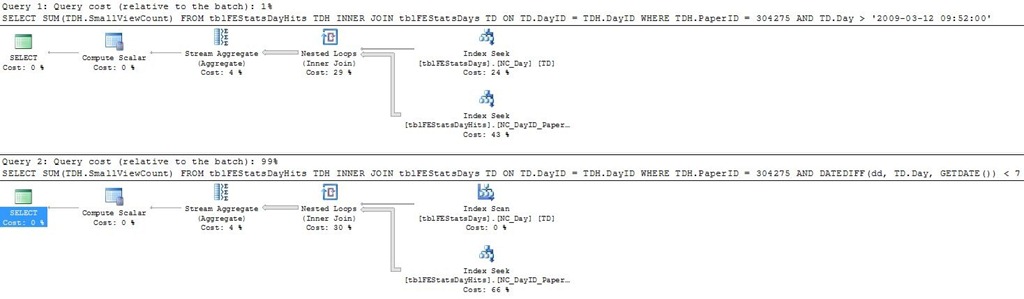 Query 1: Query cost (relative to the batch): 1%
SELECT SUM(TDH.SmallViewCount) FROM tblFEStatsDayHits TDH INNER JOIN tblFEStatsDays TD ON TD.DayID = TDH.DayID WHERE TDH.PaperID = 304275 AND TD.Day > '2009-03-12 09:52:00'
SELECT
Cost: 0 %
Compute Scalar
Cost: 0 %
Stream Aggregate
(Aggregate)
Cost: 4 %
Nested Loops
(Inner Join)
Cost: 29 %
Index Seek
[tblFEStatsDays].[NC_Day] [TD]
Cost: 24 %
Index Seek
[tblFEStatsDayHits].[NC_DayID_Paper…
Cost: 43 %
Query 2: Query cost (relative to the batch): 99%
SELECT SUM(TDH.SmallViewCount) FROM tblFEStatsDayHits TDH INNER JOIN tblFEStatsDays TD ON TD.DayID = TDH.DayID WHERE TDH.PaperID = 304275 AND DATEDIFF(dd, TD.Day, GETDATE()) < 7
SELECT
Cost: 0 %
Compute Scalar
Cost: 0 %
Stream Aggregate
(Aggregate)
Cost: 4 %
Nested Loops
(Inner Join)
Cost: 30 %
Index Scan
[tblFEStatsDays].[NC_Day] [TD]
Cost: 0 %
Index Seek
[tblFEStatsDayHits].[NC_DayID_Paper…
Cost: 66 %